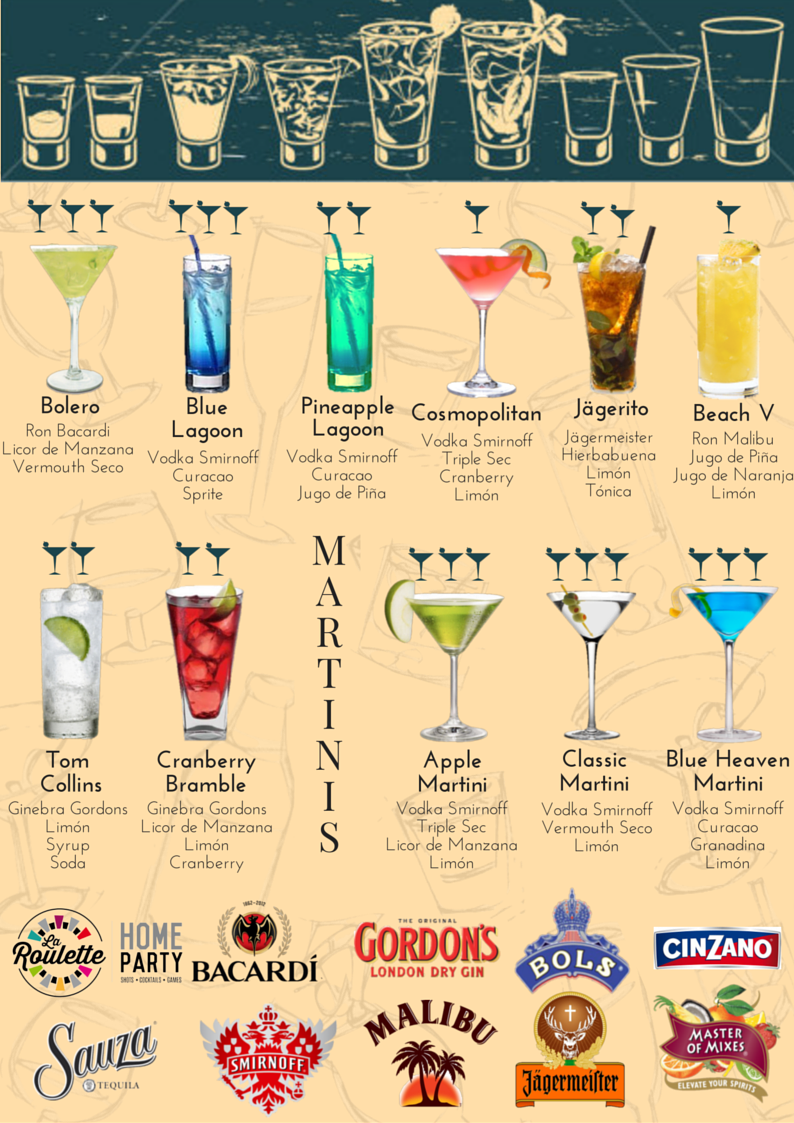 Bolero
Ron Bacardi
Licor de Manzana
Vermouth Seco
Blue
Lagoon
Vodka Smirnoff
Curacao
Sprite
Pineapple
Lagoon
Vodka Smirnoff
Curacao
Jugo de Piña
Cosmopolitan
Vodka Smirnoff
Triple Sec
Cranberry
Limón
Jägerito
Jägermeister
Hierbabuena
Limón
Tónica
Beach V
Ron Malibu
Jugo de Piña
Jugo de Naranja
Limón
Tom
Collins
Ginebra Gordons
Limón
Syrup
Soda
Cranberry
Bramble
Ginebra Gordons
Licor de Manzana
Limón
Cranberry
MARTINIS
Apple
Martini
Vodka Smirnoff
Triple Sec
Licor de Manzana
Limón
Classic
Martini
Vodka Smirnoff
Vermouth Seco
Limón
Blue Heaven
Martini
Vodka Smirnoff
Curacao
Granadina
Limón
La
Roulette
HOME
PARTY
SHOTS • COCKTAILS • GAMES
1862-2012
BACARDÍ
THE ORIGINAL
GORDON'S
LONDON DRY GIN
BOLS
CINZANO
Sauza
TEQUILA
SMIRNOFF
MALIBU
Jägermeister
MASTER
OF MIXES
ELEVATE YOUR SPIRITS